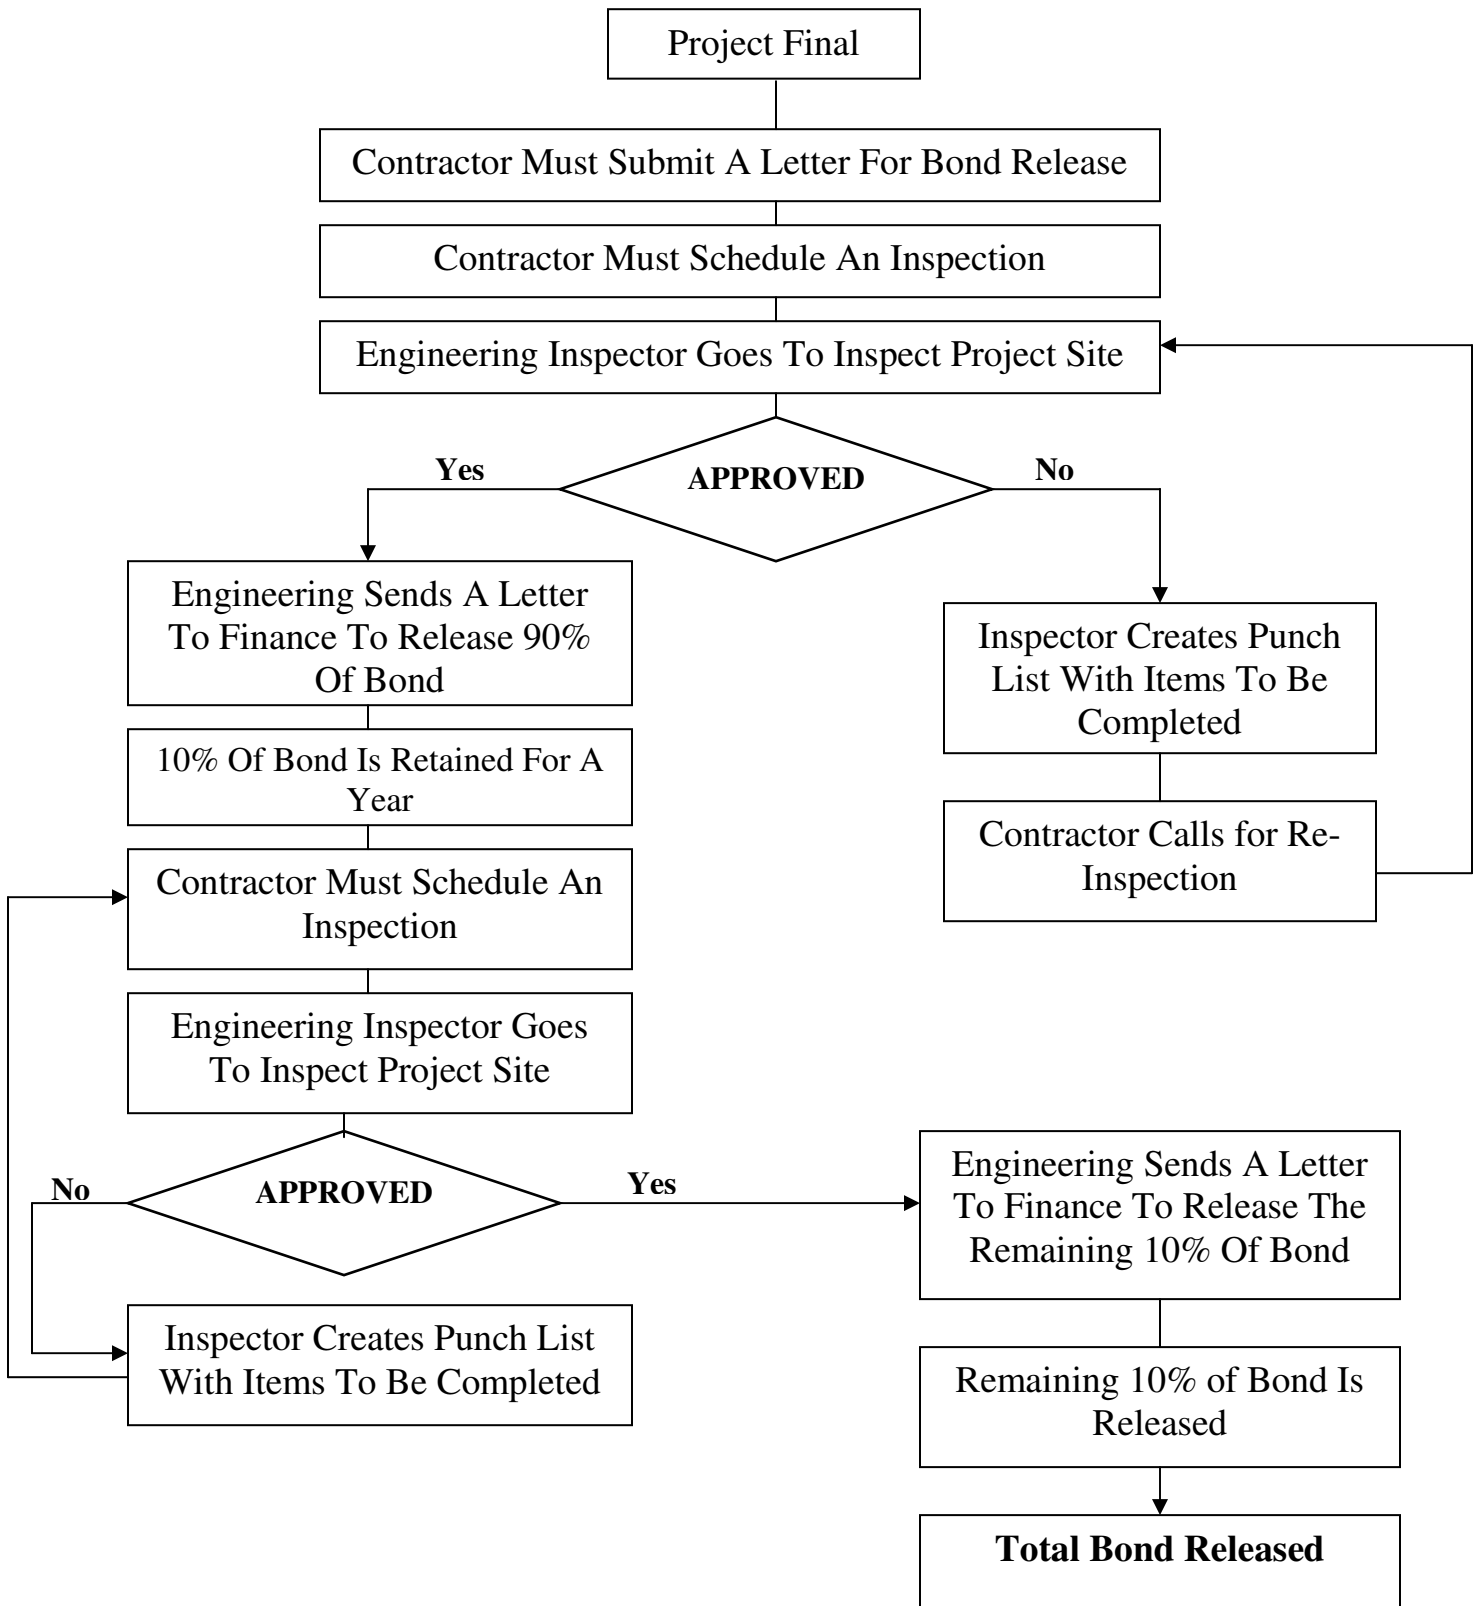 Project Final
Contractor Must Submit A Letter For Bond Release
Contractor Must Schedule An Inspection
Engineering Inspector Goes To Inspect Project Site
Yes
APPROVED
No
Engineering Sends A Letter
To Finance To Release 90%
Of Bond
Inspector Creates Punch
List With Items To Be
Completed
10% Of Bond Is Retained For A
Year
Contractor Calls for Re-
Inspection
Contractor Must Schedule An
Inspection
Engineering Inspector Goes
To Inspect Project Site
No
APPROVED
Yes
Engineering Sends A Letter
To Finance To Release The
Remaining 10% Of Bond
Inspector Creates Punch List
With Items To Be Completed
Remaining 10% of Bond Is
Released
Total Bond Released